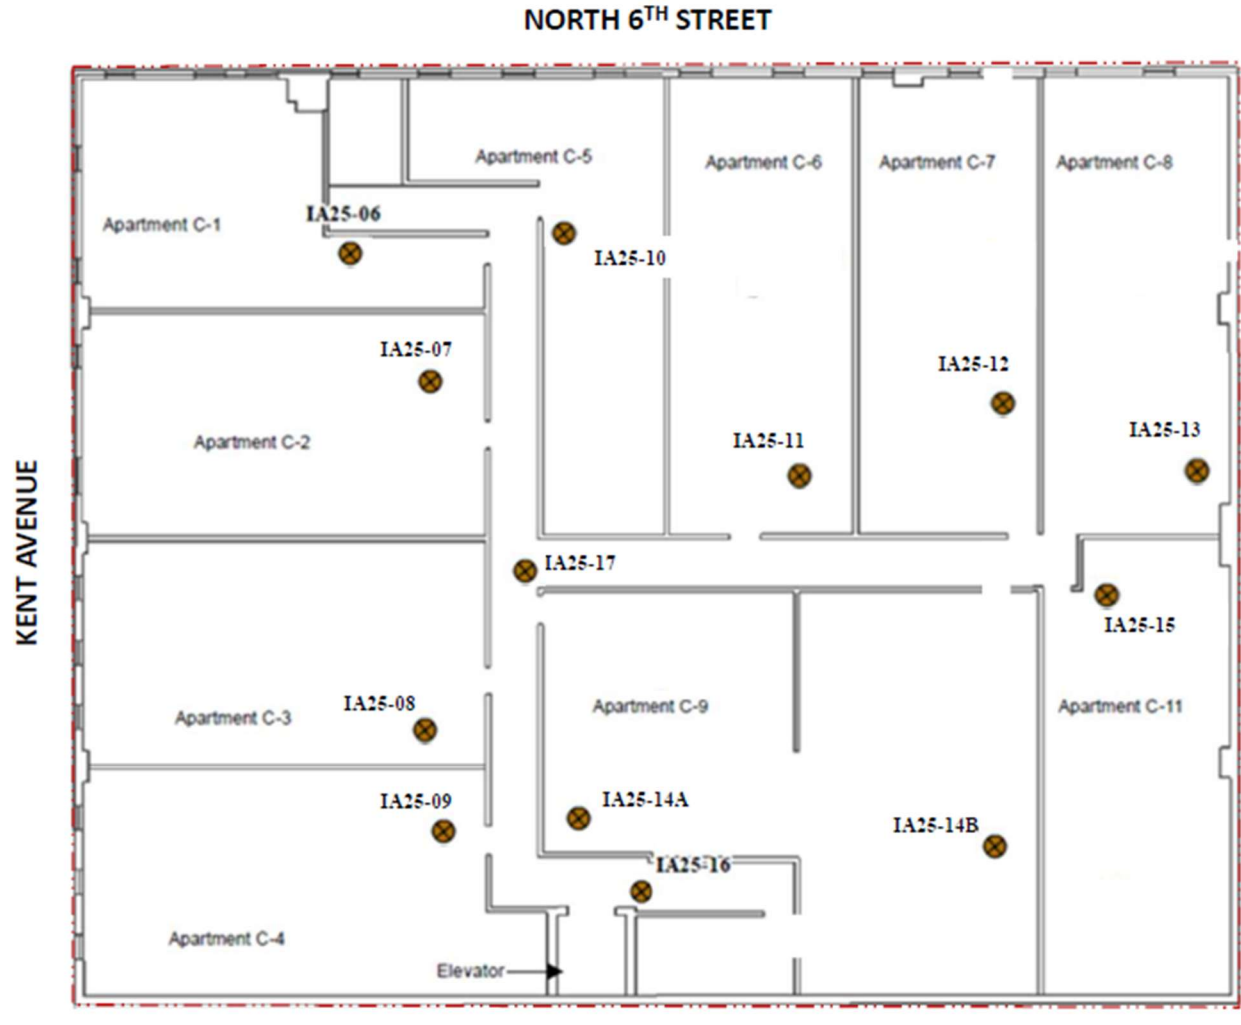 NORTH 6TH STREET
Apartment C-5
Apartment C-6
Apartment C-7
Apartment C-8
Apartment C-1
IA25-06
IA25-10
IA25-07
IA25-12
Apartment C-2
IA25-11
IA25-13
KENT AVENUE
IA25-17
IA25-15
IA25-08
Apartment C-3
Apartment C-9
Apartment C-11
IA25-09
IA25-14A
IA25-14B
IA25-16
Apartment C-4
Elevator